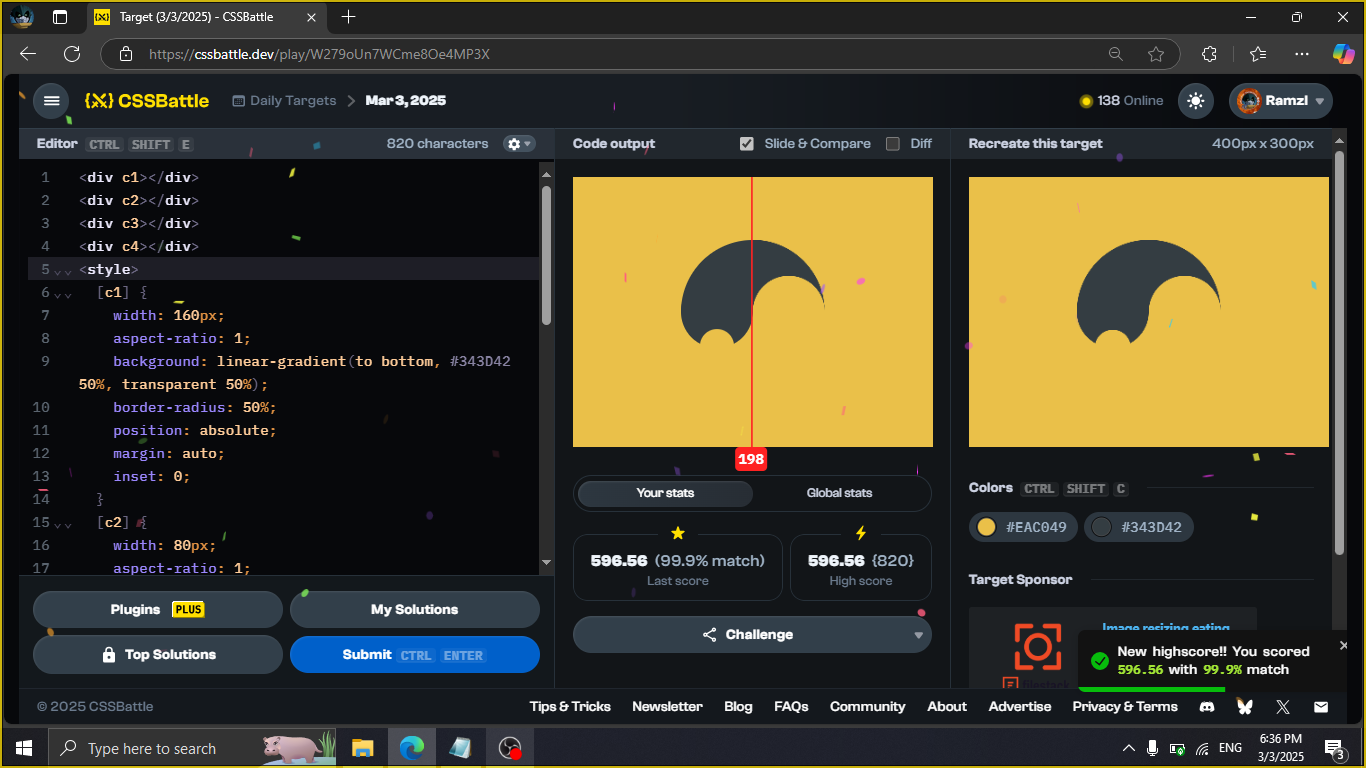 Target (3/3/2025) - CSSBattle
https://cssbattle.dev/play/W279oUn7WCme8Oe4MP3X
CSSBattle
Daily Targets
Mar 3, 2025
138 Online
Ramzl
Editor CTRL SHIFT E
820 characters
Code output
Slide & Compare
Diff
Recreate this target
400px x 300px
1 <div c1></div>
2 <div c2></div>
3 <div c3></div>
4 <div c4></div>
5 <style>
6 [c1] {
7 width: 160px;
8 aspect-ratio: 1;
9 background: linear-gradient(to bottom, #343D42
50%, transparent 50%);
10 border-radius: 50%;
11 position: absolute;
12 margin: auto;
13 inset: 0;
14 }
15 [c2] {
16 width: 80px;
17 aspect-ratio: 1;
198
Your stats
Global stats
596.56 (99.9% match)
Last score
596.56 {820}
High score
Challenge
Colors CTRL SHIFT C
#EAC049
#343D42
Target Sponsor
Image resizing eating
filestack
Plugins PLUS
My Solutions
Top Solutions
Submit CTRL ENTER
New highscore!! You scored
596.56 with 99.9% match
© 2025 CSSBattle
Tips & Tricks
Newsletter
Blog
FAQs
Community
About
Advertise
Privacy & Terms
Type here to search
ENG
6:36 PM
3/3/2025
3